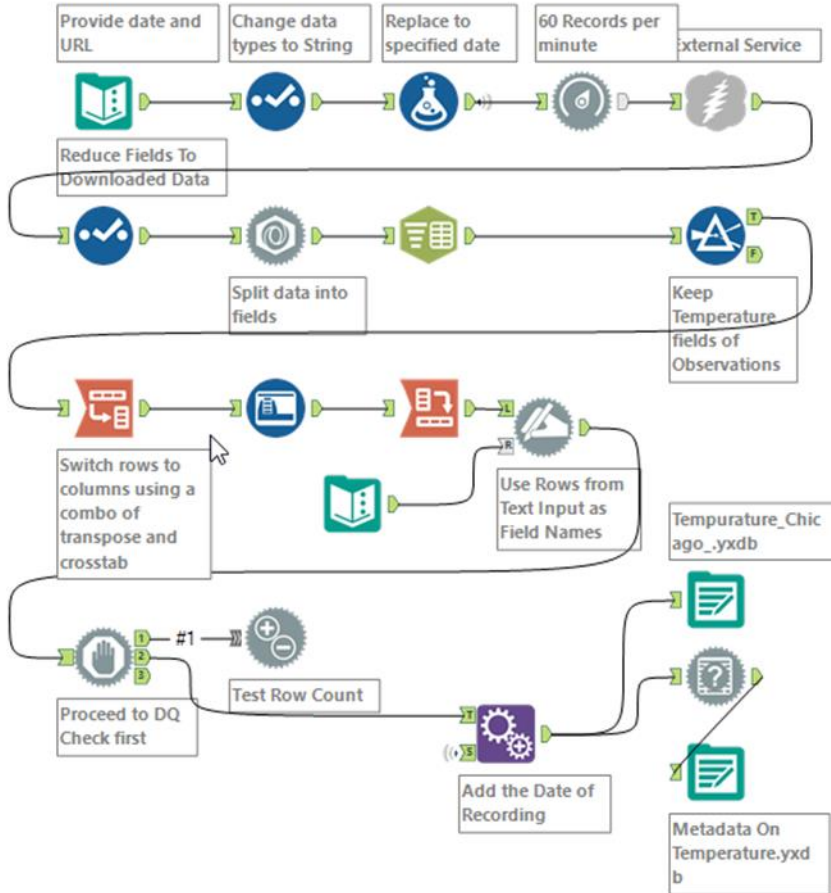 Provide date and
URL
Change data
types to String
Replace to
specified date
60 Records per
minute
External Service
Reduce Fields To
Downloaded Data
Split data into
fields
T
F
Keep
Temperature
fields of
Observations
L
R
Switch rows to
columns using a
combo of
transpose and
crosstab
Use Rows from
Text Input as
Field Names
Tempurature_Chic
ago_.yxdb
1
2
3
#1
Proceed to DQ
Check first
Test Row Count
T
S
?
Add the Date of
Recording
Metadata On
Temperature.yxd
b